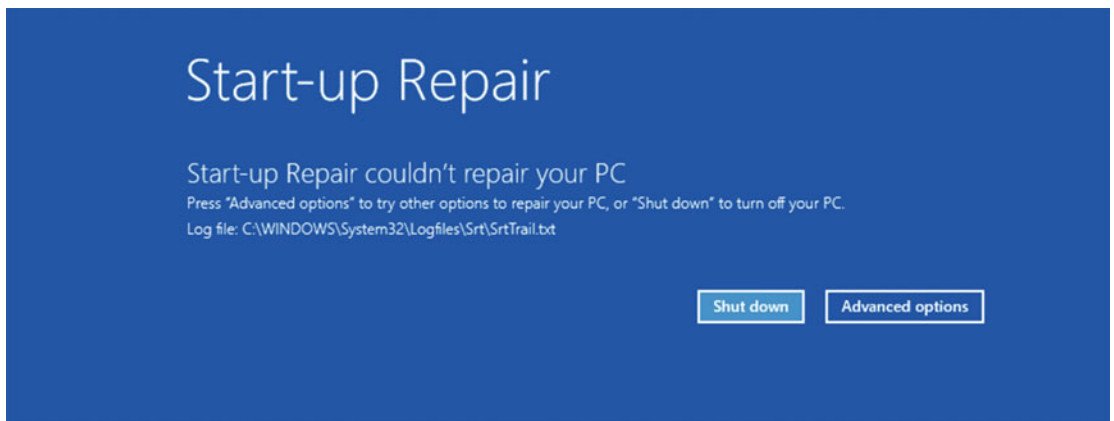 Start-up Repair
Start-up Repair couldn't repair your PC
Press "Advanced options" to try other options to repair your PC, or "Shut down" to turn off your PC.
Log file: C:\WINDOWS\System32\Logfiles\Srt\SrtTrail.txt
Shut down
Advanced options